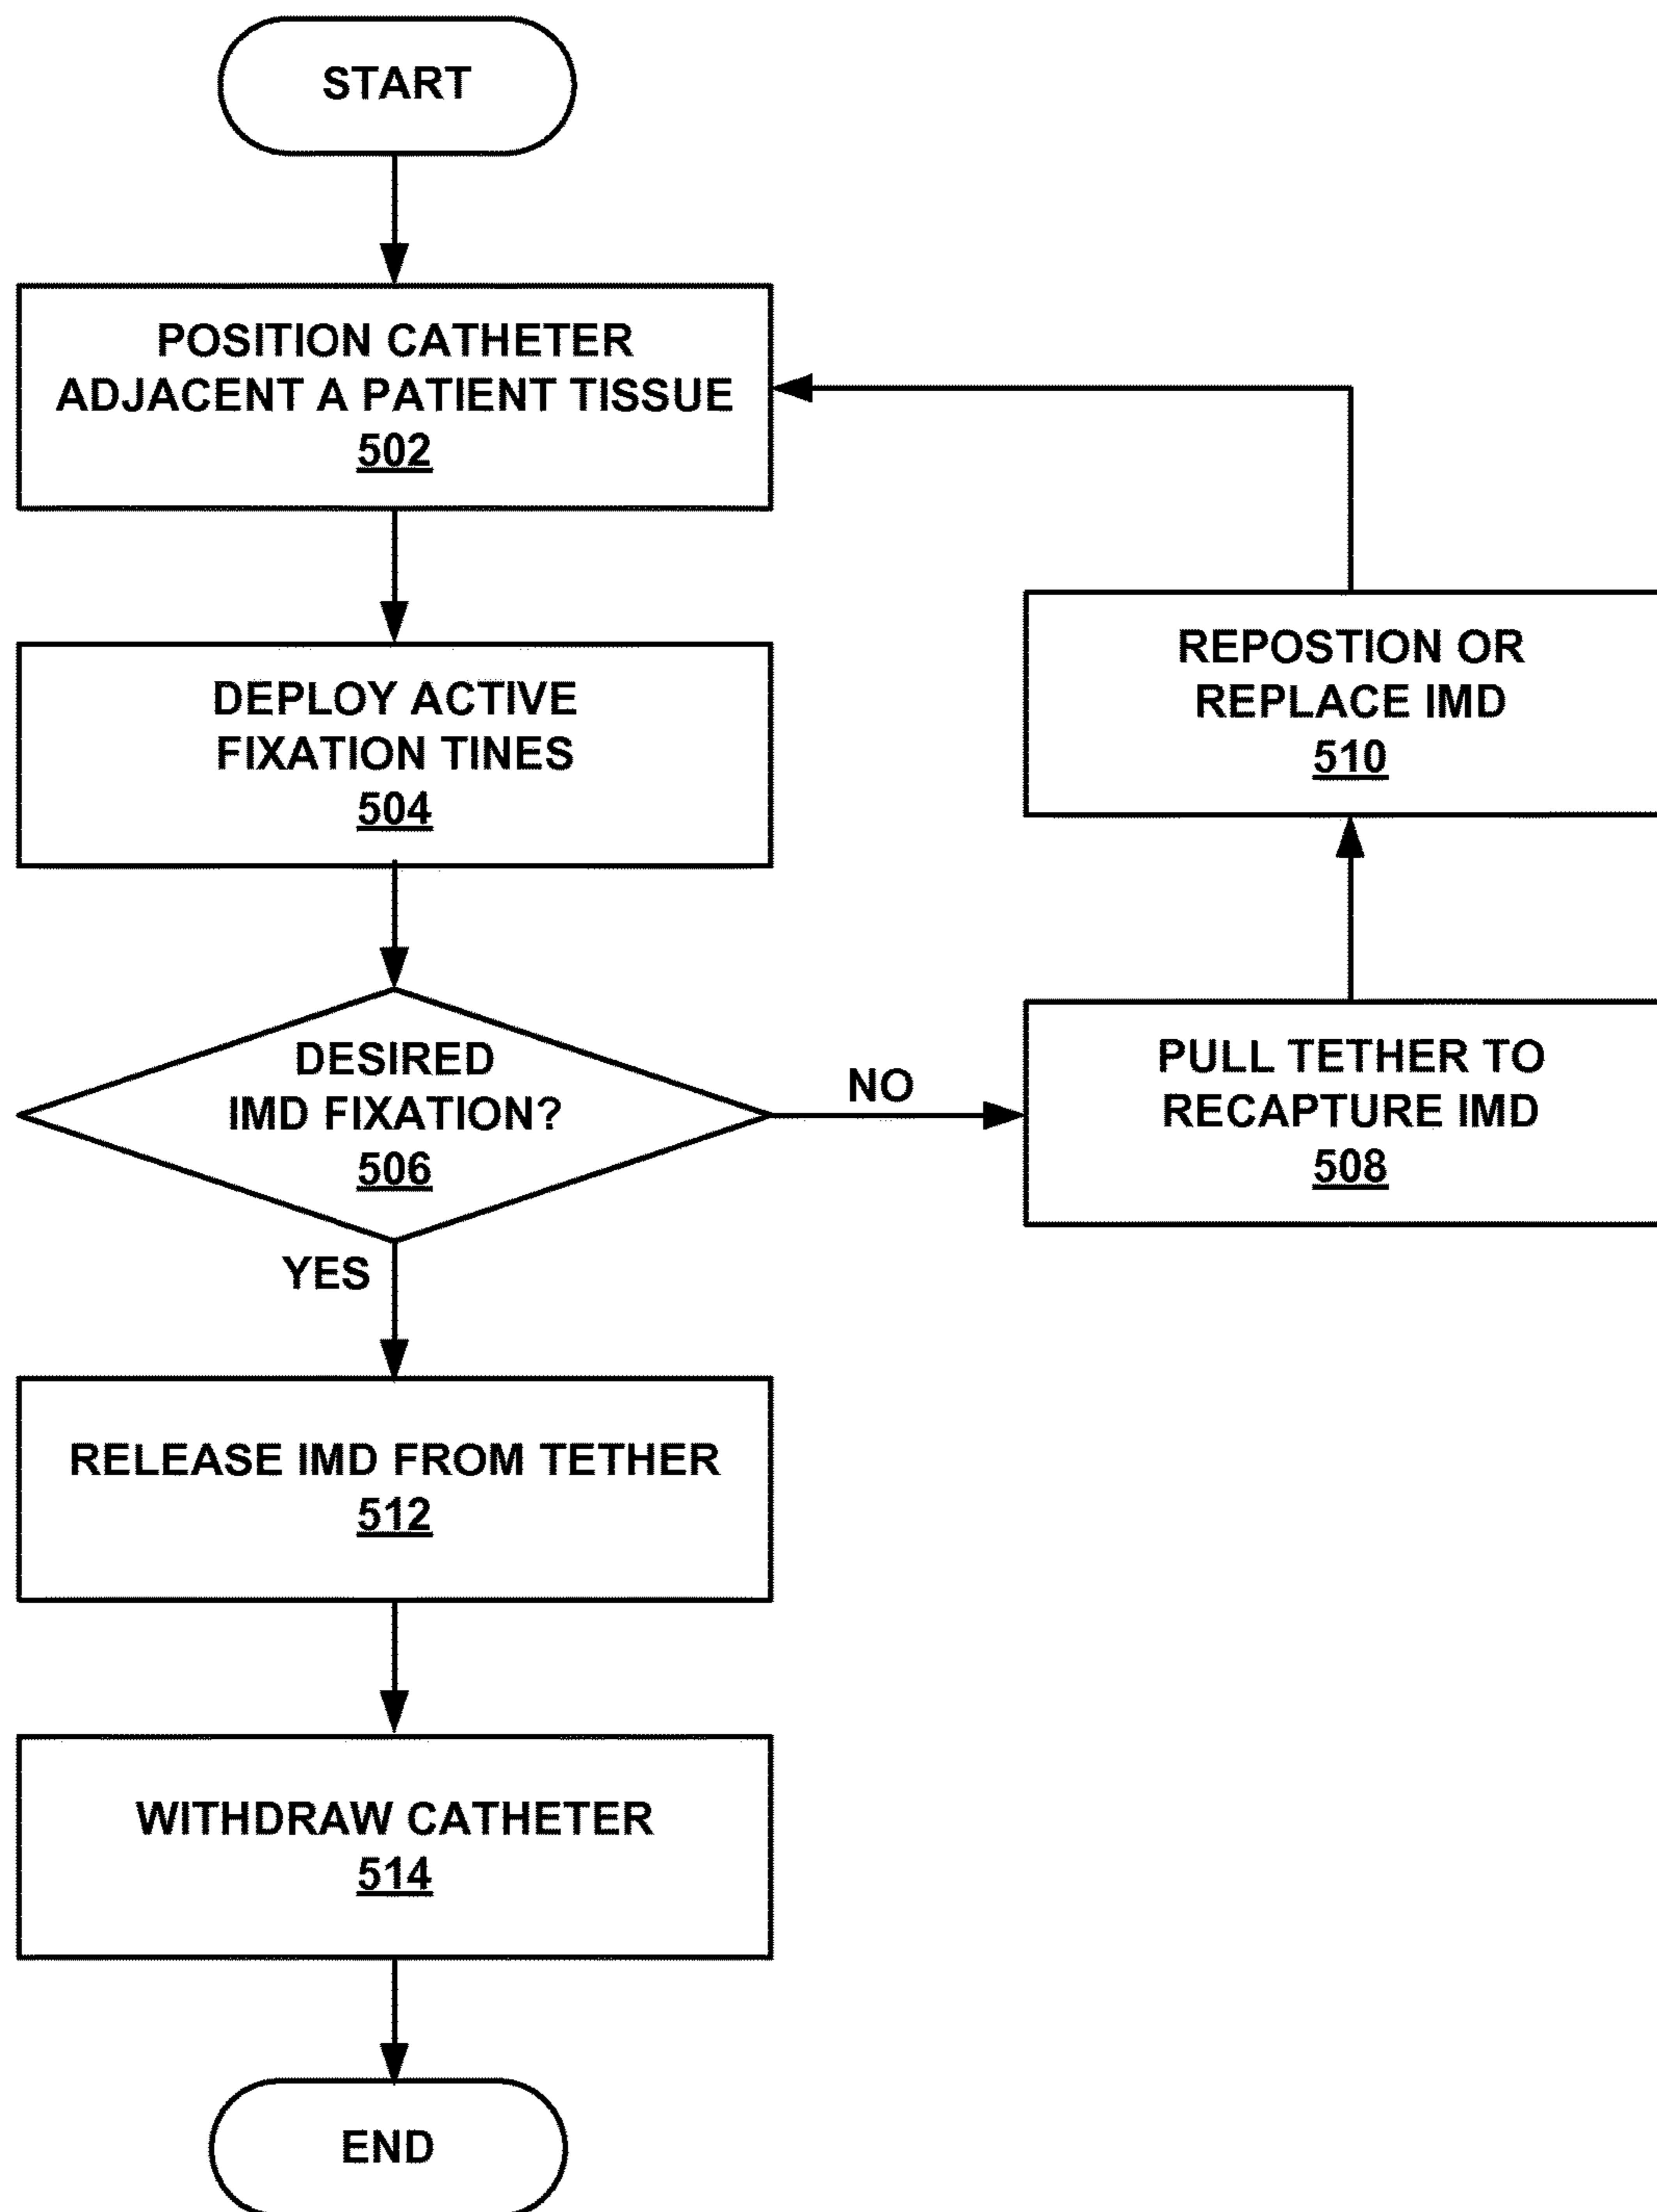 START
POSITION CATHETER
ADJACENT A PATIENT TISSUE
502
DEPLOY ACTIVE
FIXATION TINES
504
DESIRED
IMD FIXATION?
506
NO
PULL TETHER TO
RECAPTURE IMD
508
REPOSTION OR
REPLACE IMD
510
YES
RELEASE IMD FROM TETHER
512
WITHDRAW CATHETER
514
END